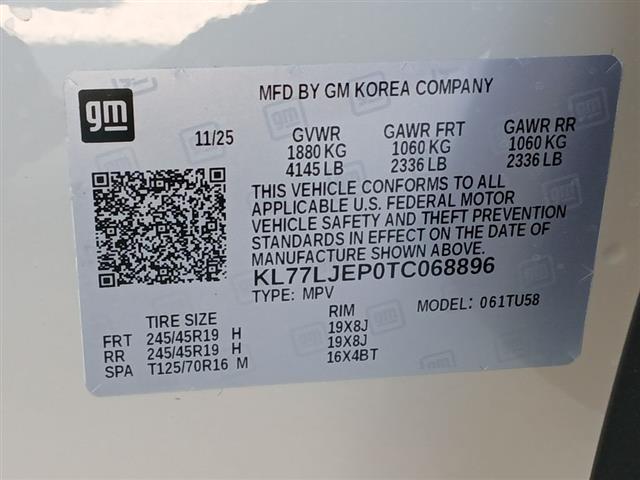 gm
MFD BY GM KOREA COMPANY
11/25 GVWR GAWR FRT GAWR RR
1880 KG 1060 KG 1060 KG
4145 LB 2336 LB 2336 LB
THIS VEHICLE CONFORMS TO ALL
APPLICABLE U.S. FEDERAL MOTOR
VEHICLE SAFETY AND THEFT PREVENTION
STANDARDS IN EFFECT ON THE DATE OF
MANUFACTURE SHOWN ABOVE.
KL77LJEP0TC068896
TYPE: MPV MODEL: 061TU58
TIRE SIZE RIM
FRT 245/45R19 H 19X8J
RR 245/45R19 H 19X8J
SPA T125/70R16 M 16X4BT